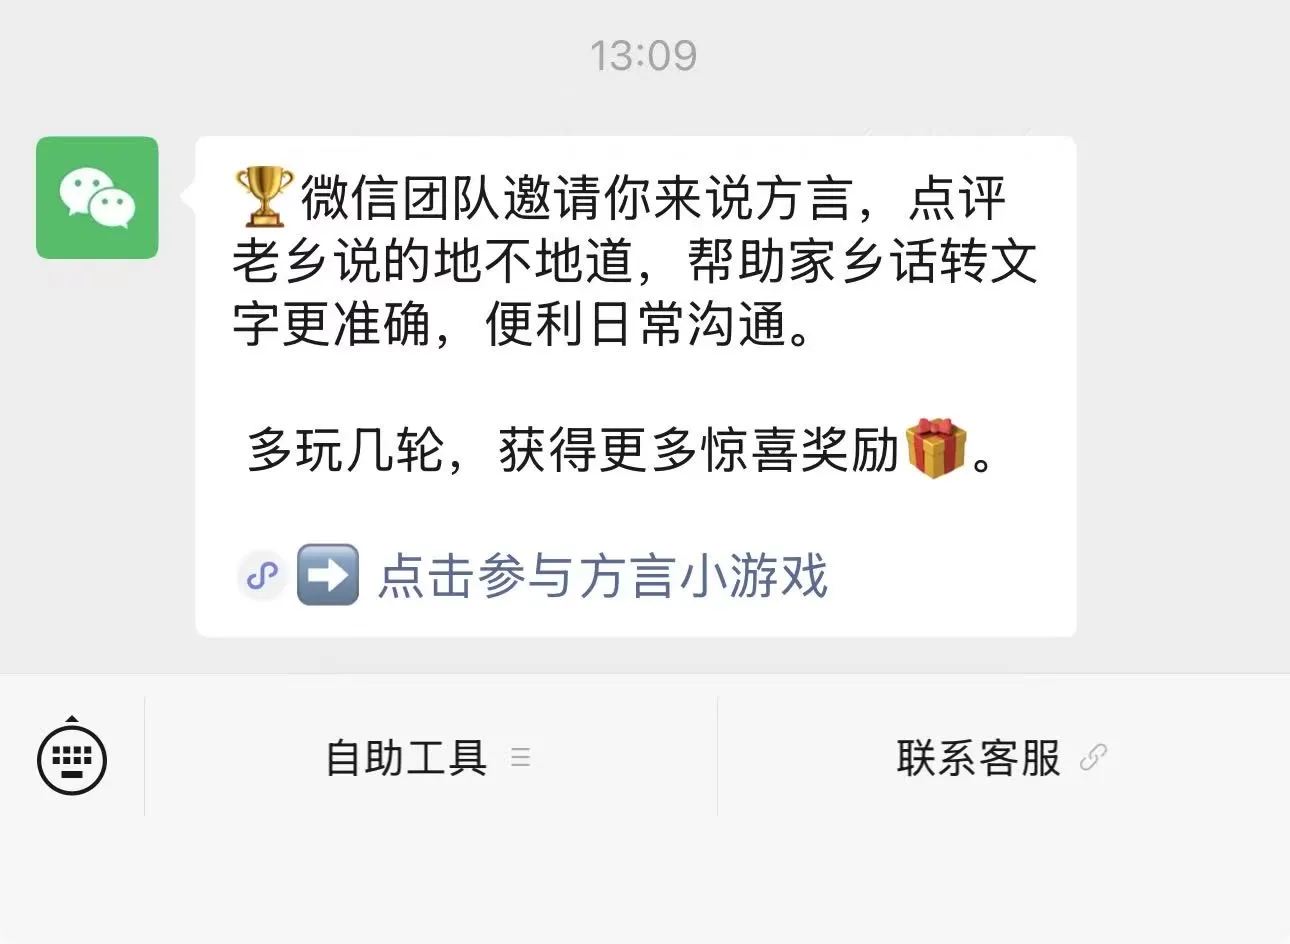 13:09
🏆微信团队邀请你来说方言，点评
老乡说的地不地道，帮助家乡话转文
字更准确，便利日常沟通。
多玩几轮，获得更多惊喜奖励🎁。
➡️ 点击参与方言小游戏
自助工具
联系客服